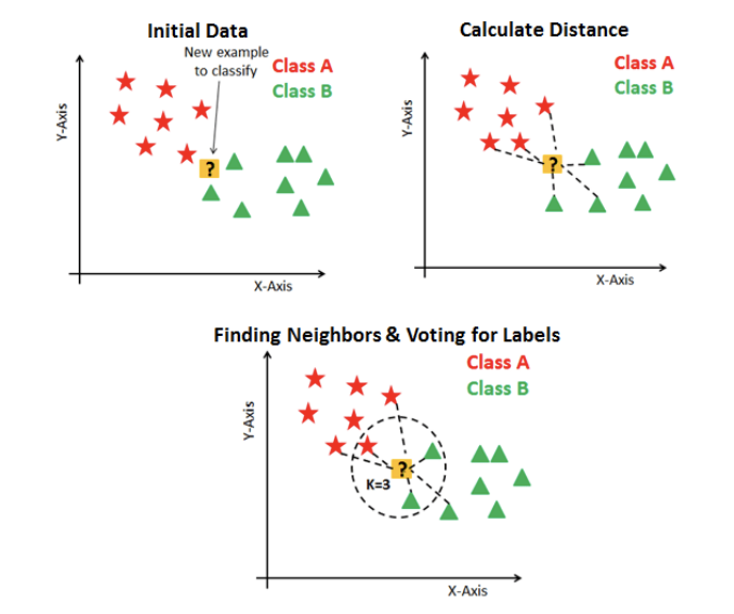 Initial Data
New example
to classify
Class A
Class B
Y-Axis
?
X-Axis
Calculate Distance
Class A
Class B
Y-Axis
?
X-Axis
Finding Neighbors & Voting for Labels
Class A
Class B
Y-Axis
?
K=3
X-Axis